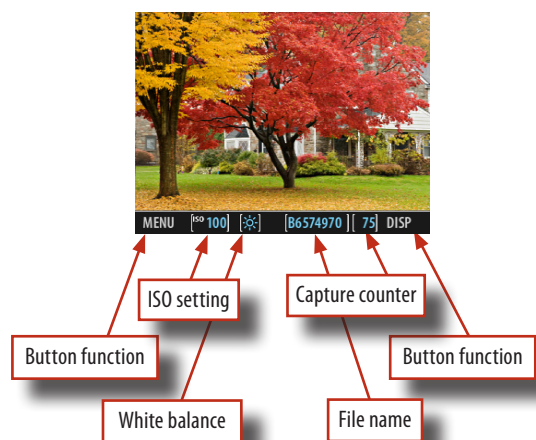 MENU [ISO 100] [ ] [B6574970 ] [ 75] DISP
ISO setting
Capture counter
Button function
Button function
White balance
File name